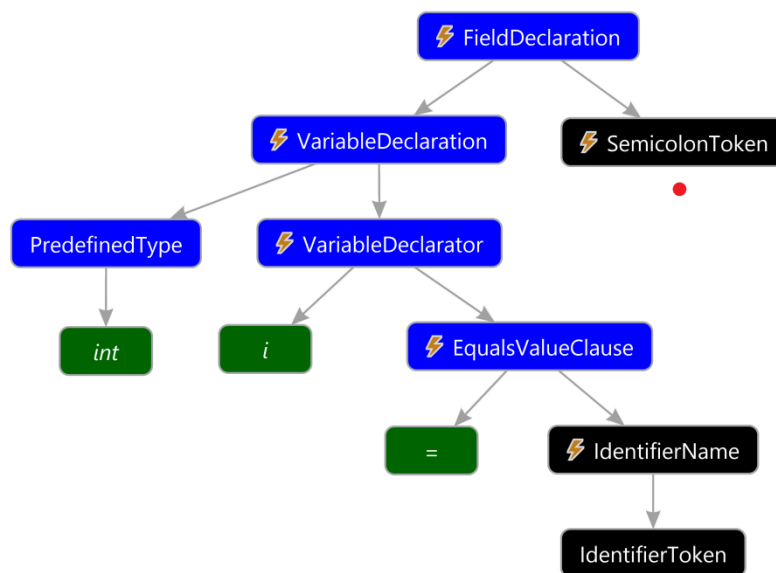 FieldDeclaration
VariableDeclaration
SemicolonToken
PredefinedType
VariableDeclarator
int
i
EqualsValueClause
=
IdentifierName
IdentifierToken